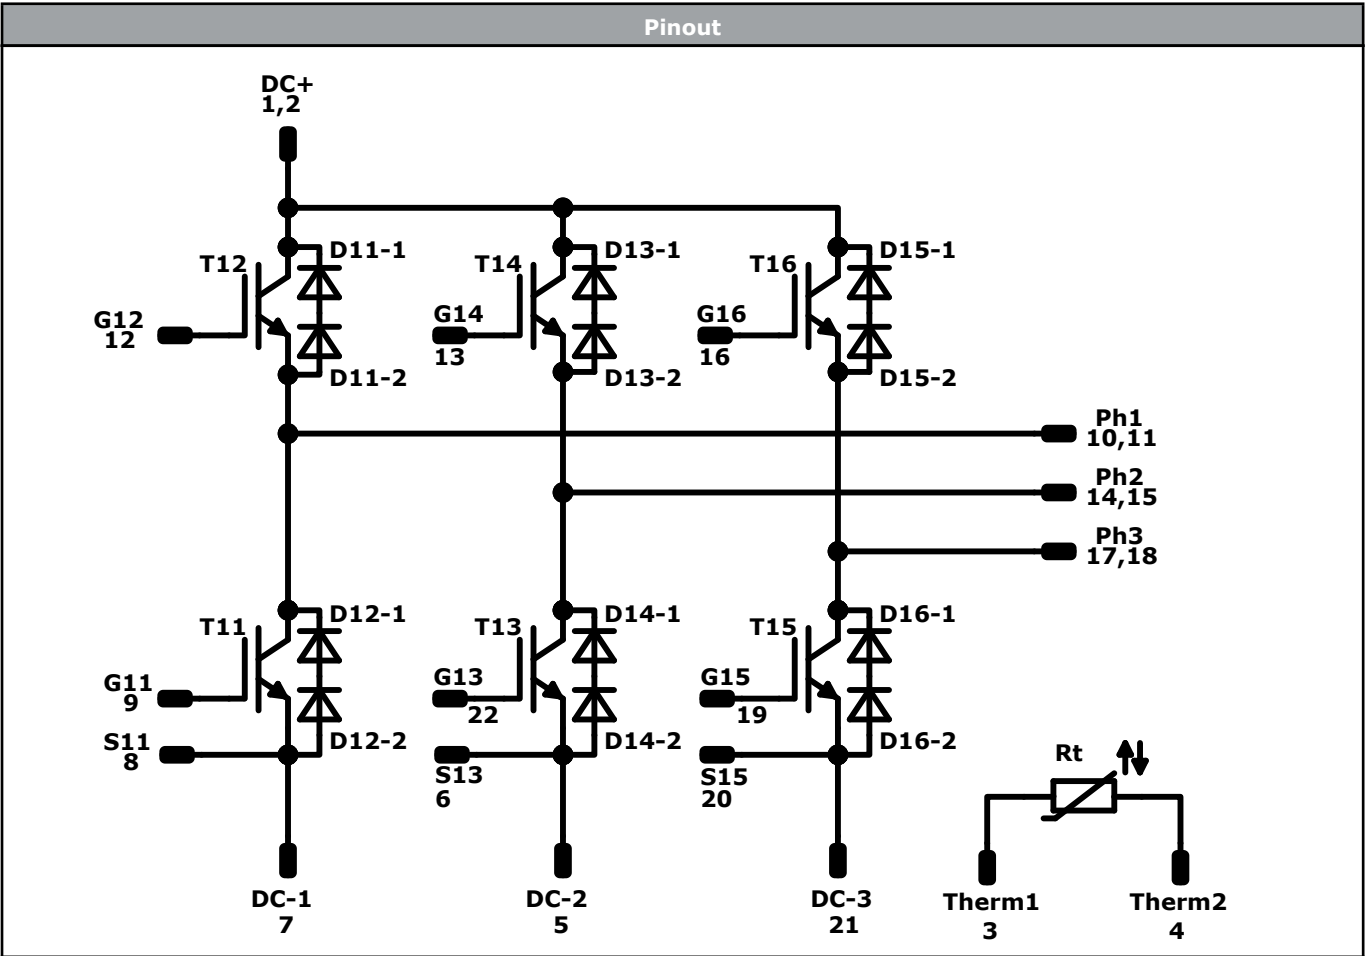 Pinout
DC+
1,2
T12
D11-1
T14
D13-1
T16
D15-1
G12
12
G14
13
G16
16
D11-2
D13-2
D15-2
Ph1
10,11
Ph2
14,15
Ph3
17,18
T11
D12-1
T13
D14-1
T15
D16-1
G11
9
G13
22
G15
19
S11
8
D12-2
S13
6
D14-2
S15
20
D16-2
Rt
DC-1
7
DC-2
5
DC-3
21
Therm1
3
Therm2
4